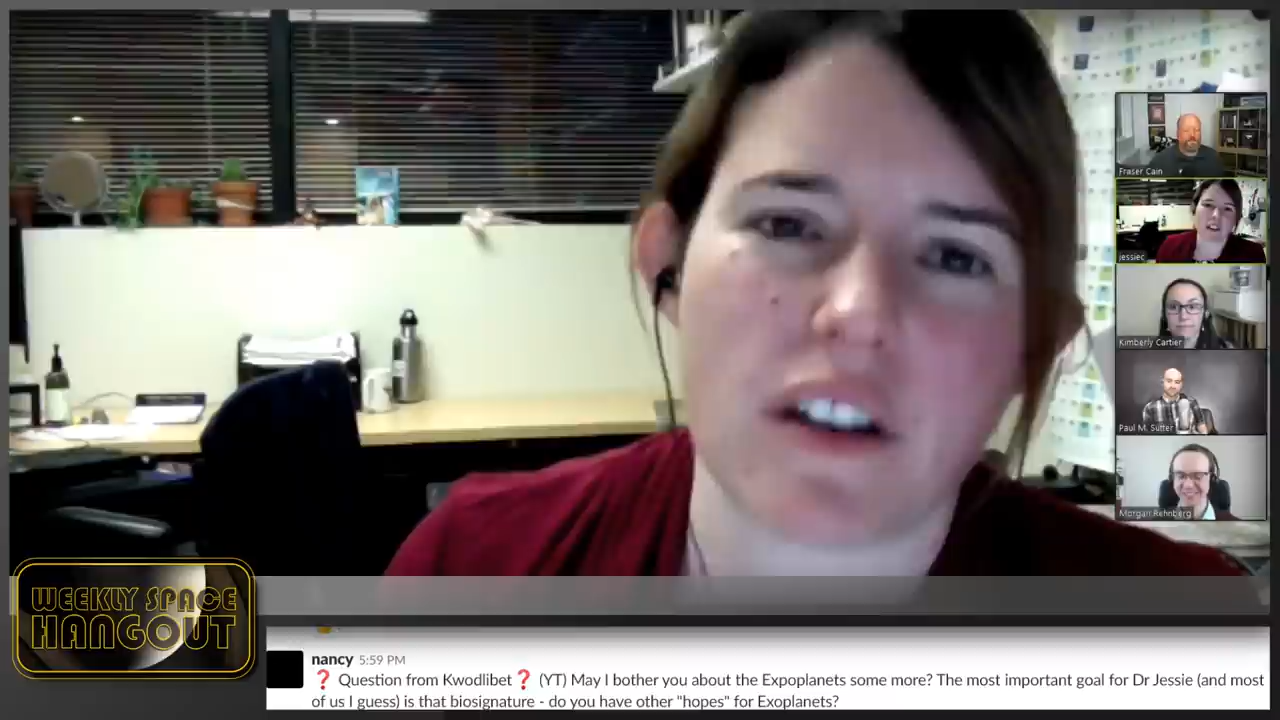 Fraser Cain
Jessiec
Kimberly Cartier
Paul M. Sutter
Morgan Rehnberg
WEEKLY SPACE
HANGOUT
nancy 5:59 PM
❓ Question from Kwodlibet ❓ (YT) May I bother you about the Expoplanets some more? The most important goal for Dr Jessie (and most
of us I guess) is that biosignature - do you have other "hopes" for Exoplanets?